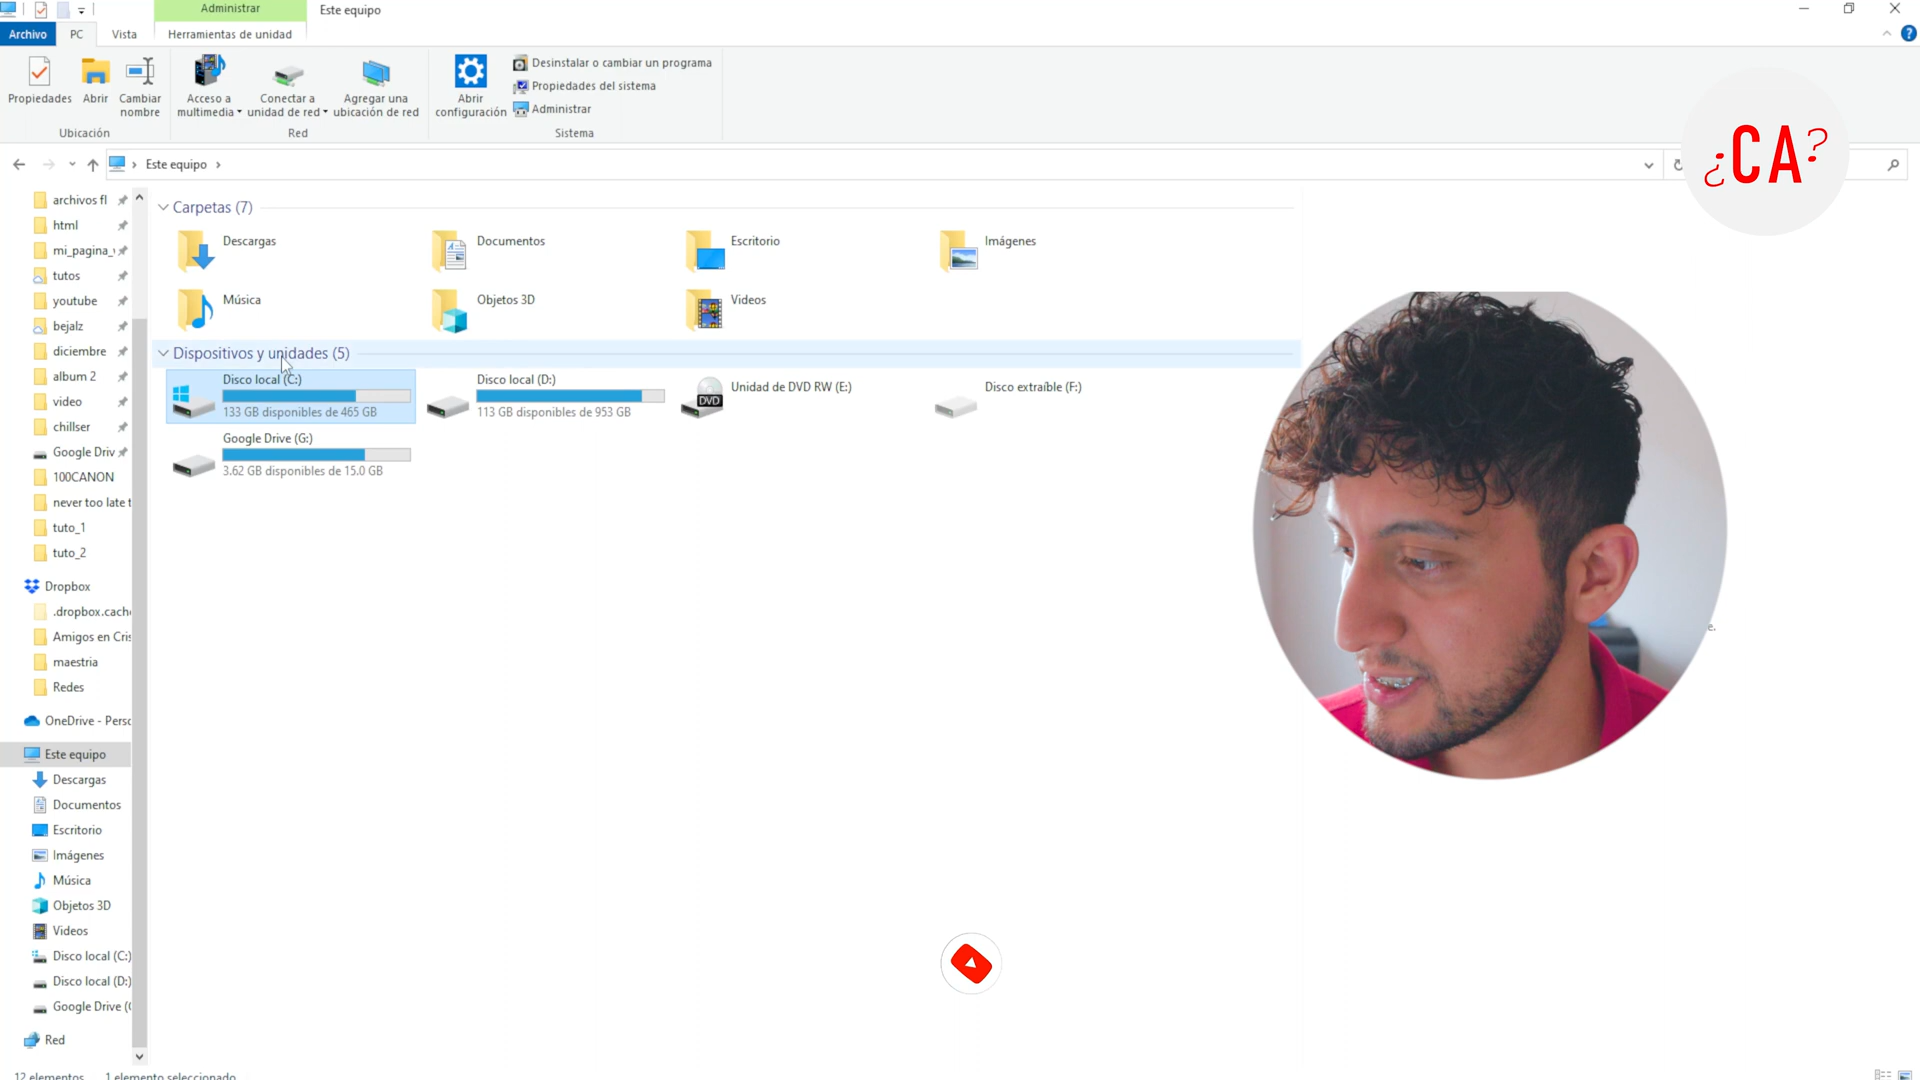 Administrar
Este equipo
Archivo
PC
Vista
Herramientas de unidad
Propiedades
Abrir
Cambiar
nombre
Ubicación
Acceso a
multimedia
Conectar a
unidad de red
Agregar una
ubicación de red
Red
Abrir
configuración
Desinstalar o cambiar un programa
Propiedades del sistema
Administrar
Sistema
Este equipo
¿CA?
archivos fl
html
mi_pagina_
tutos
youtube
bejalz
diciembre
album 2
video
chillser
Google Driv
100CANON
never too late t
tuto_1
tuto_2
Dropbox
.dropbox.cach
Amigos en Cris
maestria
Redes
OneDrive - Perso
Este equipo
Descargas
Documentos
Escritorio
Imágenes
Música
Objetos 3D
Videos
Disco local (C:)
Disco local (D:)
Google Drive (
Red
Carpetas (7)
Descargas
Documentos
Escritorio
Imágenes
Música
Objetos 3D
Videos
Dispositivos y unidades (5)
Disco local (C:)
133 GB disponibles de 465 GB
Disco local (D:)
113 GB disponibles de 953 GB
Unidad de DVD RW (E:)
DVD
Disco extraíble (F:)
Google Drive (G:)
3.62 GB disponibles de 15.0 GB
e.
12 elementos
1 elemento seleccionado